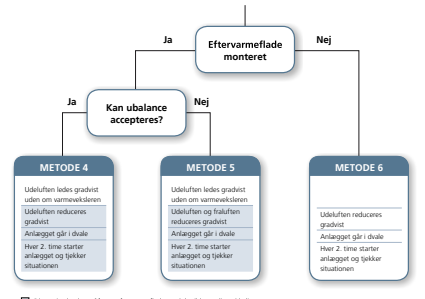 Ja
Eftervarmeflade
monteret
Nej
Ja
Kan ubalance
accepteres?
Nej
METODE 4
Udeluften ledes gradvist
uden om varmeveksleren
Udeluften reduceres
gradvist
Anlægget går i dvale
Hver 2. time starter
anlægget og tjekker
situationen
METODE 5
Udeluften ledes gradvist
uden om varmeveksleren
Udeluften og fraluften
reduceres gradvist
Anlægget går i dvale
Hver 2. time starter
anlægget og tjekker
situationen
METODE 6
Udeluften reduceres
gradvist
Anlægget går i dvale
Hver 2. time starter
anlægget og tjekker
situationen